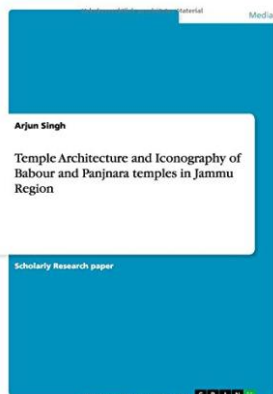 Media
Arjun Singh
Temple Architecture and Iconography of
Babour and Panjnara temples in Jammu
Region
Scholarly Research paper